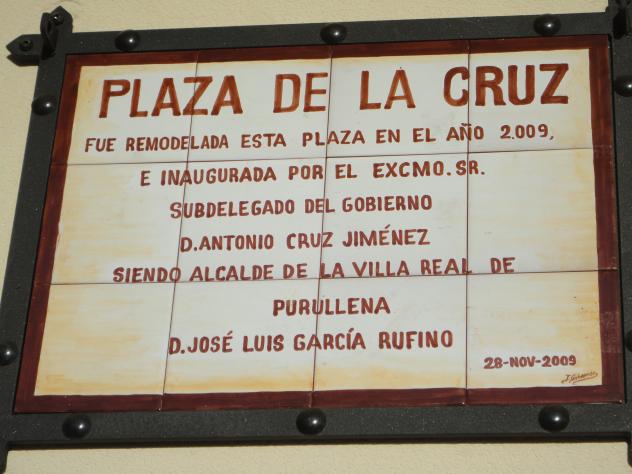 PLAZA DE LA CRUZ
FUE REMODELADA ESTA PLAZA EN EL AÑO 2.009,
E INAUGURADA POR EL EXCMO. SR.
SUBDELEGADO DEL GOBIERNO
D. ANTONIO CRUZ JIMÉNEZ
SIENDO ALCALDE DE LA VILLA REAL DE
PURULLENA
D. JOSÉ LUIS GARCÍA RUFINO
28-NOV-2009